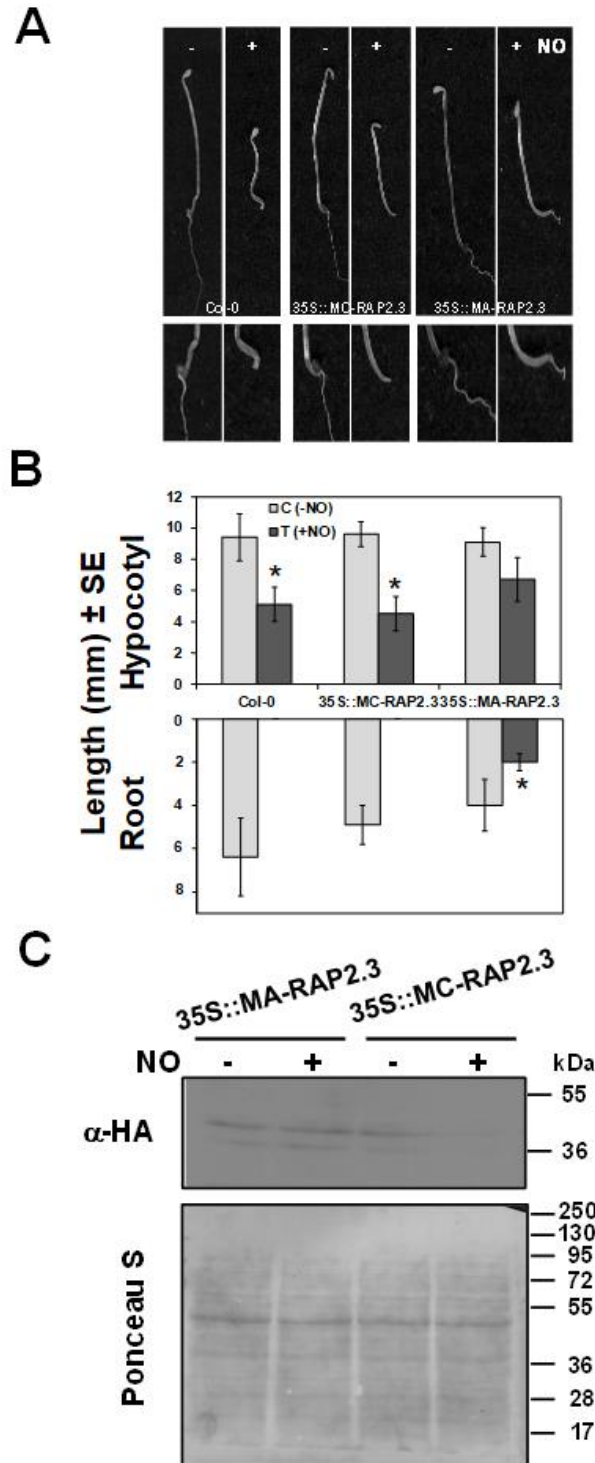 A
- + - + - + NO
Col-0 35S::MC-RAP2.3 35S::MA-RAP2.3
B
Length (mm) ± SE
Hypocotyl
Root
12
10
8
6
4
2
0
C (-NO)
T (+NO)
* *
Col-0 35S::MC-RAP2.3 35S::MA-RAP2.3
0
2
4
6
8
*
C
35S::MA-RAP2.3 35S::MC-RAP2.3
NO - + - + kDa
α-HA
55
36
Ponceau S
250
130
95
72
55
36
28
17